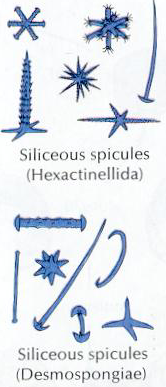 Siliceous spicules
(Hexactinellida)
Siliceous spicules
(Desmospongiae)